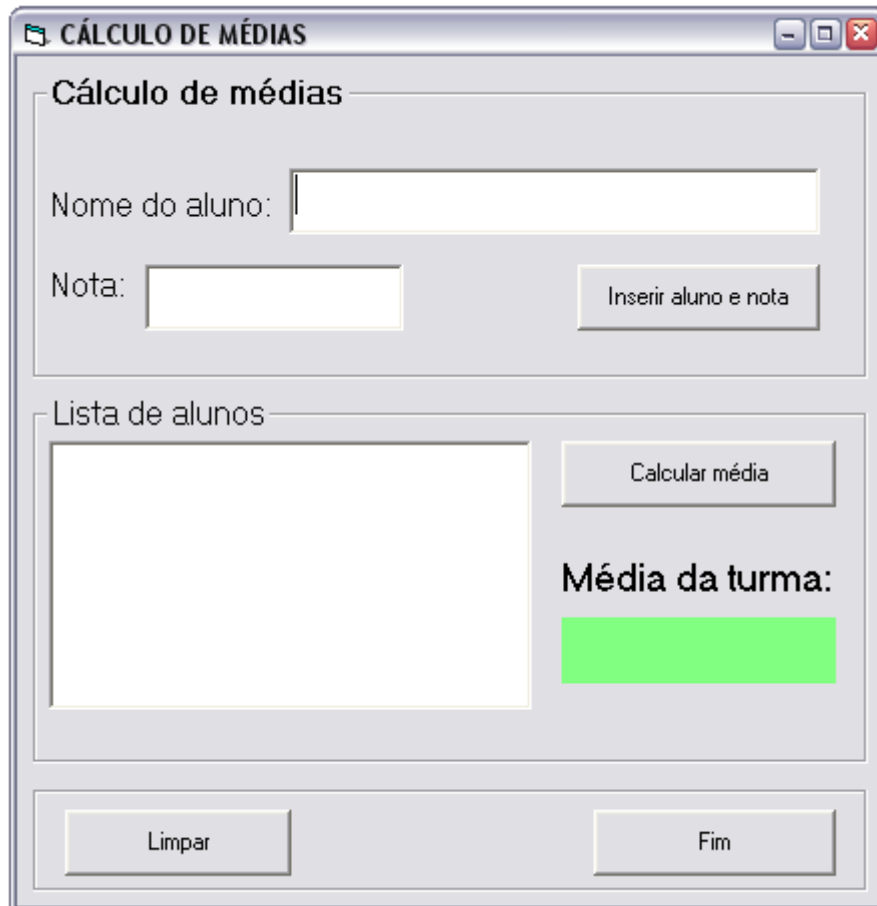 CÁLCULO DE MÉDIAS
Cálculo de médias
Nome do aluno:
Nota:
Inserir aluno e nota
Lista de alunos
Calcular média
Média da turma:
Limpar
Fim